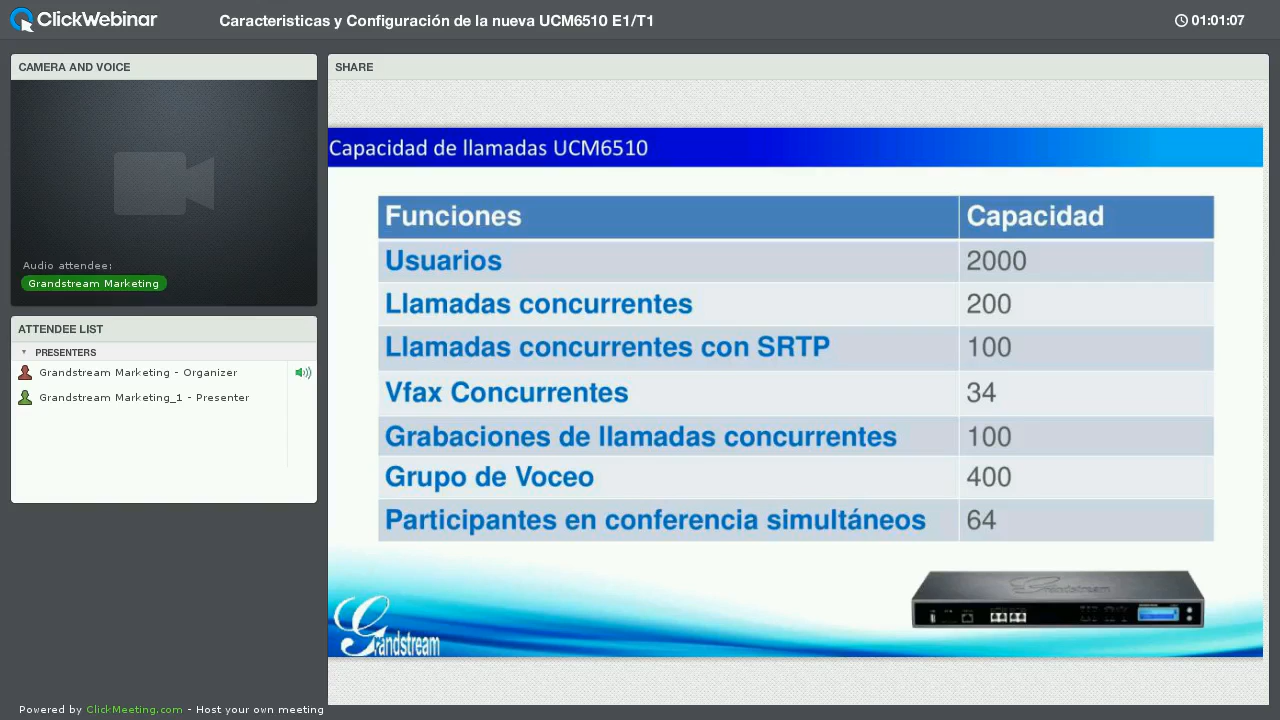 ClickWebinar
Caracteristicas y Configuración de la nueva UCM6510 E1/T1
01:01:07
CAMERA AND VOICE
Audio attendee:
Grandstream Marketing
ATTENDEE LIST
PRESENTERS
Grandstream Marketing - Organizer
Grandstream Marketing_1 - Presenter
SHARE
Capacidad de llamadas UCM6510
Funciones Capacidad
Usuarios 2000
Llamadas concurrentes 200
Llamadas concurrentes con SRTP 100
Vfax Concurrentes 34
Grabaciones de llamadas concurrentes 100
Grupo de Voceo 400
Participantes en conferencia simultáneos 64
Grandstream
Grandstream
Powered by ClickMeeting.com - Host your own meeting